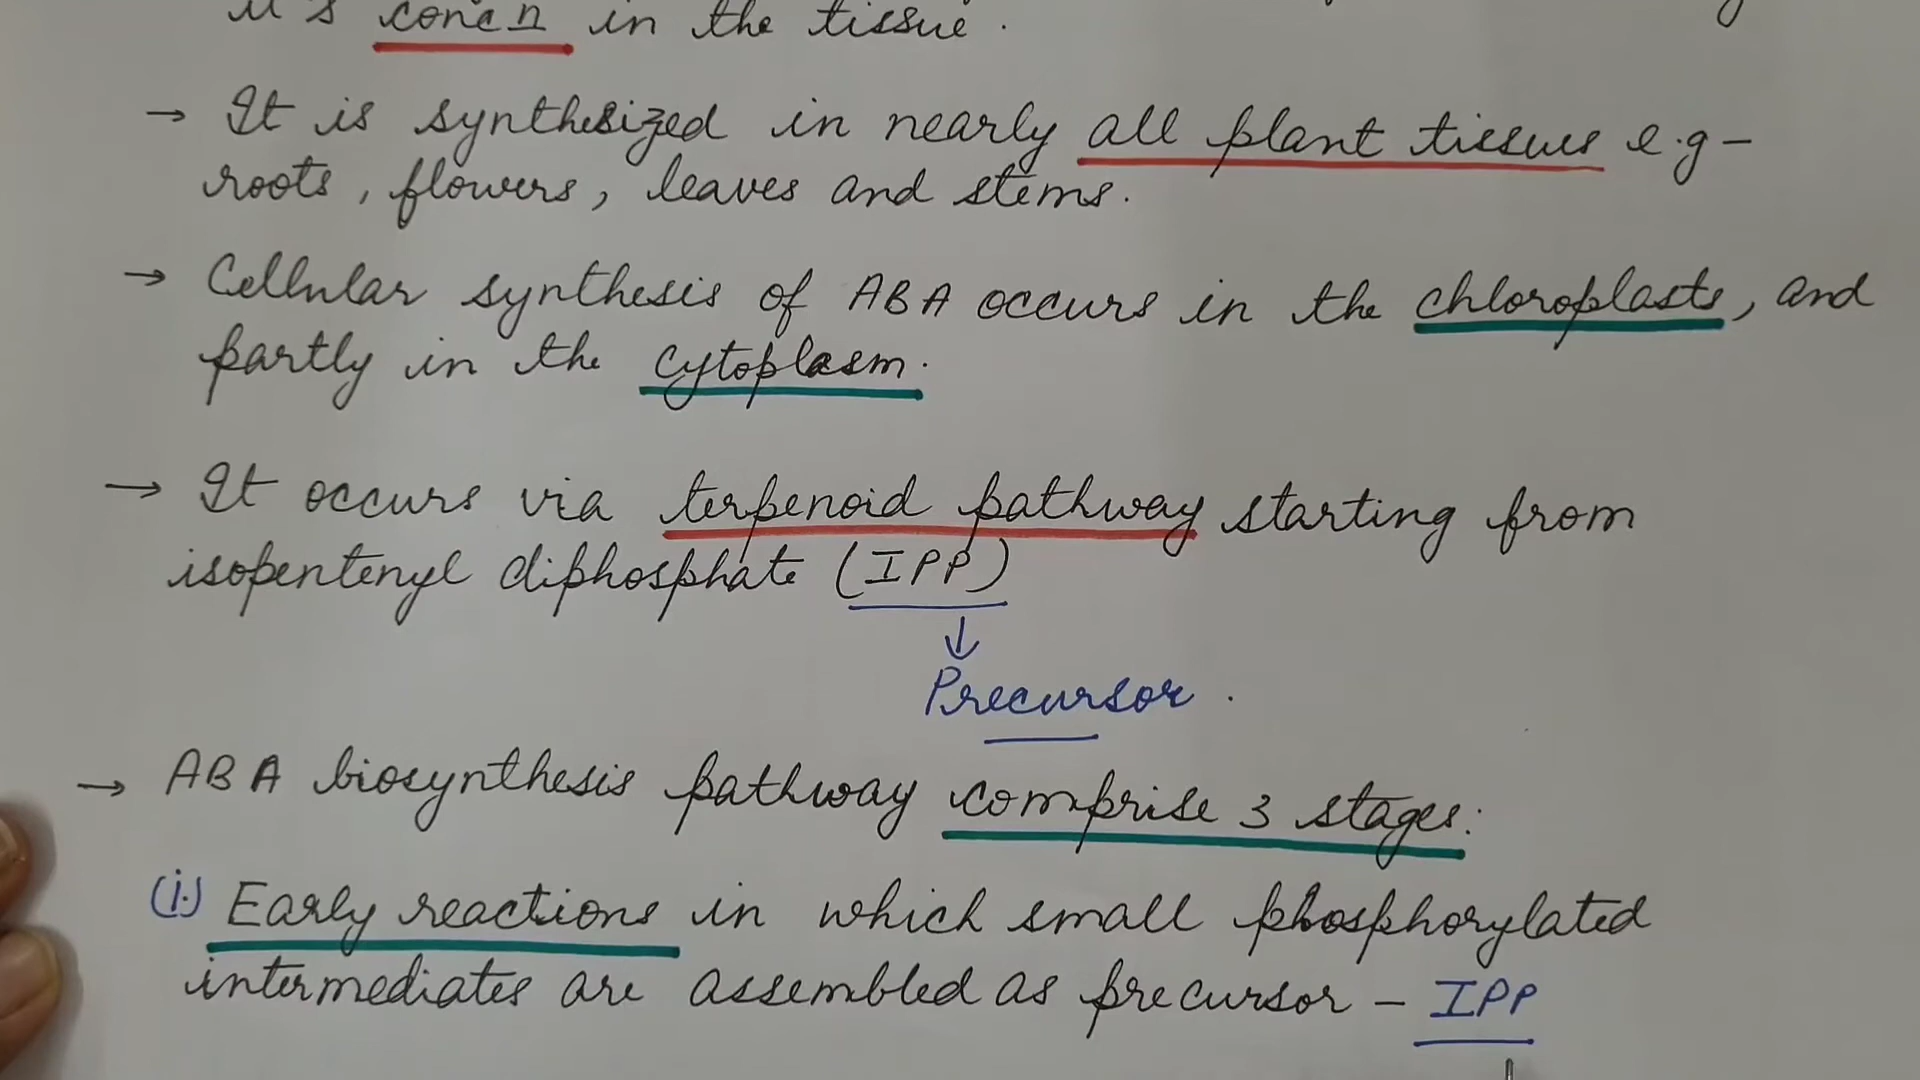 it's concn in the tissue.
→ It is synthesized in nearly all plant tissues e.g-
roots, flowers, leaves and stems.
→ Cellular synthesis of ABA occurs in the chloroplasts, and
partly in the cytoplasm.
→ It occurs via terpenoid pathway starting from
isopentenyl diphosphate (IPP)
↓
Precursor.
→ ABA biosynthesis pathway comprise 3 stages:
(i) Early reactions in which small phosphorylated
intermediates are assembled as precursor - IPP